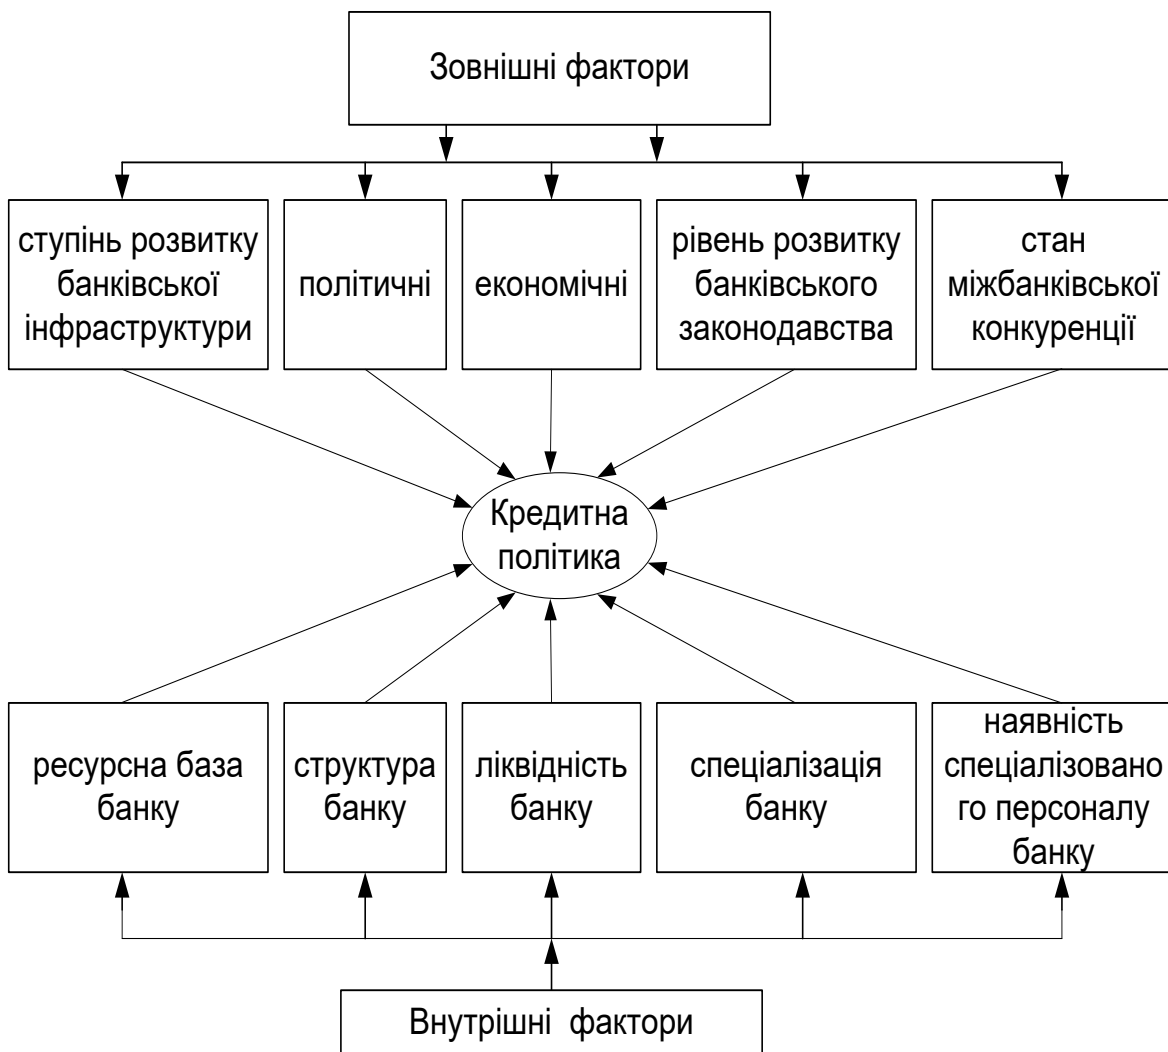 Зовнішні фактори
ступінь розвитку
банківської
інфраструктури
політичні
економічні
рівень розвитку
банківського
законодавства
стан
міжбанківської
конкуренції
Кредитна
політика
ресурсна база
банку
структура
банку
ліквідність
банку
спеціалізація
банку
наявність
спеціалізовано
го персоналу
банку
Внутрішні фактори